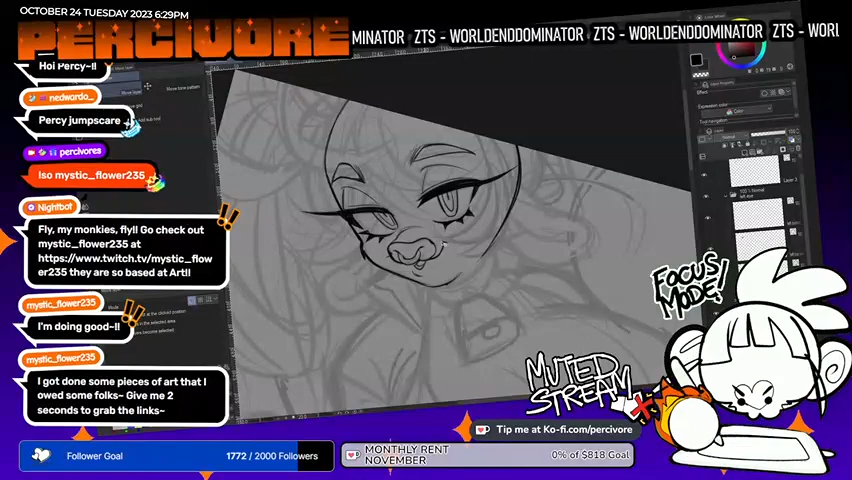 OCTOBER 24 TUESDAY 2023 6:29PM
PERCIVORE
MINATOR ZTS - WORLDENDDOMINATOR ZTS - WORLDENDDOMINATOR ZTS - WORL
Hoi Percy~!!
nedwardo_
Percy jumpscare
percivores
!so mystic_flower235
Nightbot
Fly, my monkies, fly!! Go check out
mystic_flower235 at
https://www.twitch.tv/mystic_flow
er235 they are so based at Art!!
mystic_flower235
I'm doing good~!!
mystic_flower235
I got done some pieces of art that I
owed some folks~ Give me 2
seconds to grab the links~
FOCUS
MODE!
MUTED
STREAM
Tip me at Ko-fi.com/percivore
Follower Goal
1772 / 2000 Followers
MONTHLY RENT
NOVEMBER
0% of $818 Goal